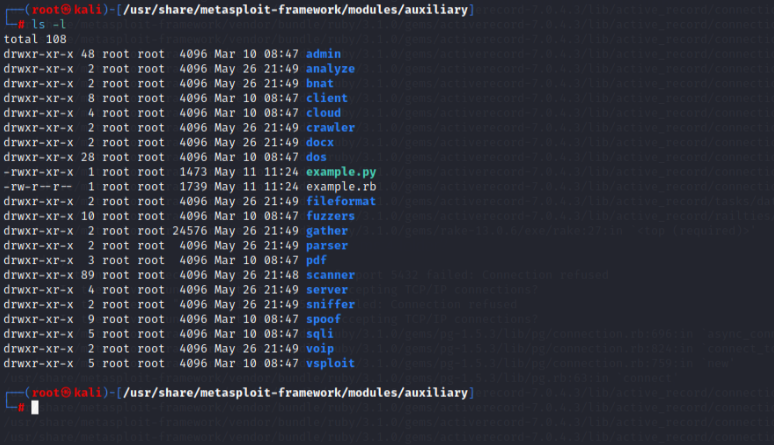 ┌──(root㉿kali)-[/usr/share/metasploit-framework/modules/auxiliary]
└─# ls -l
total 108
drwxr-xr-x 48 root root  4096 Mar 10 08:47 admin
drwxr-xr-x  2 root root  4096 May 26 21:49 analyze
drwxr-xr-x  2 root root  4096 May 26 21:49 bnat
drwxr-xr-x  8 root root  4096 Mar 10 08:47 client
drwxr-xr-x  4 root root  4096 Mar 10 08:47 cloud
drwxr-xr-x  2 root root  4096 May 26 21:49 crawler
drwxr-xr-x  2 root root  4096 May 26 21:49 docx
drwxr-xr-x 28 root root  4096 Mar 10 08:47 dos
-rwxr-xr-x  1 root root  1473 May 11 11:24 example.py
-rw-r--r--  1 root root  1739 May 11 11:24 example.rb
drwxr-xr-x  2 root root  4096 May 26 21:49 fileformat
drwxr-xr-x 10 root root  4096 Mar 10 08:47 fuzzers
drwxr-xr-x  2 root root 24576 May 26 21:49 gather
drwxr-xr-x  2 root root  4096 May 26 21:49 parser
drwxr-xr-x  3 root root  4096 Mar 10 08:47 pdf
drwxr-xr-x 89 root root  4096 May 26 21:48 scanner
drwxr-xr-x  4 root root  4096 May 26 21:49 server
drwxr-xr-x  2 root root  4096 May 26 21:49 sniffer
drwxr-xr-x  9 root root  4096 Mar 10 08:47 spoof
drwxr-xr-x  5 root root  4096 Mar 10 08:47 sqli
drwxr-xr-x  2 root root  4096 May 26 21:49 voip
drwxr-xr-x  5 root root  4096 Mar 10 08:47 vsploit
┌──(root㉿kali)-[/usr/share/metasploit-framework/modules/auxiliary]
└─#